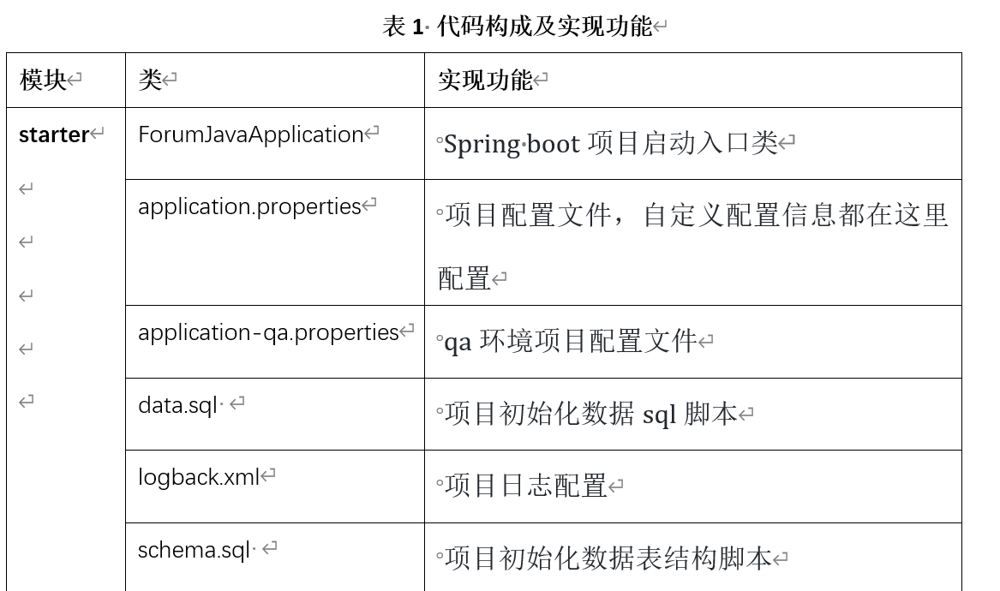 表 1 代码构成及实现功能
模块 类 实现功能
starter ForumJavaApplication Spring boot 项目启动入口类
application.properties 项目配置文件，自定义配置信息都在这里
配置
application-qa.properties qa 环境项目配置文件
data.sql 项目初始化数据 sql 脚本
logback.xml 项目日志配置
schema.sql 项目初始化数据表结构脚本